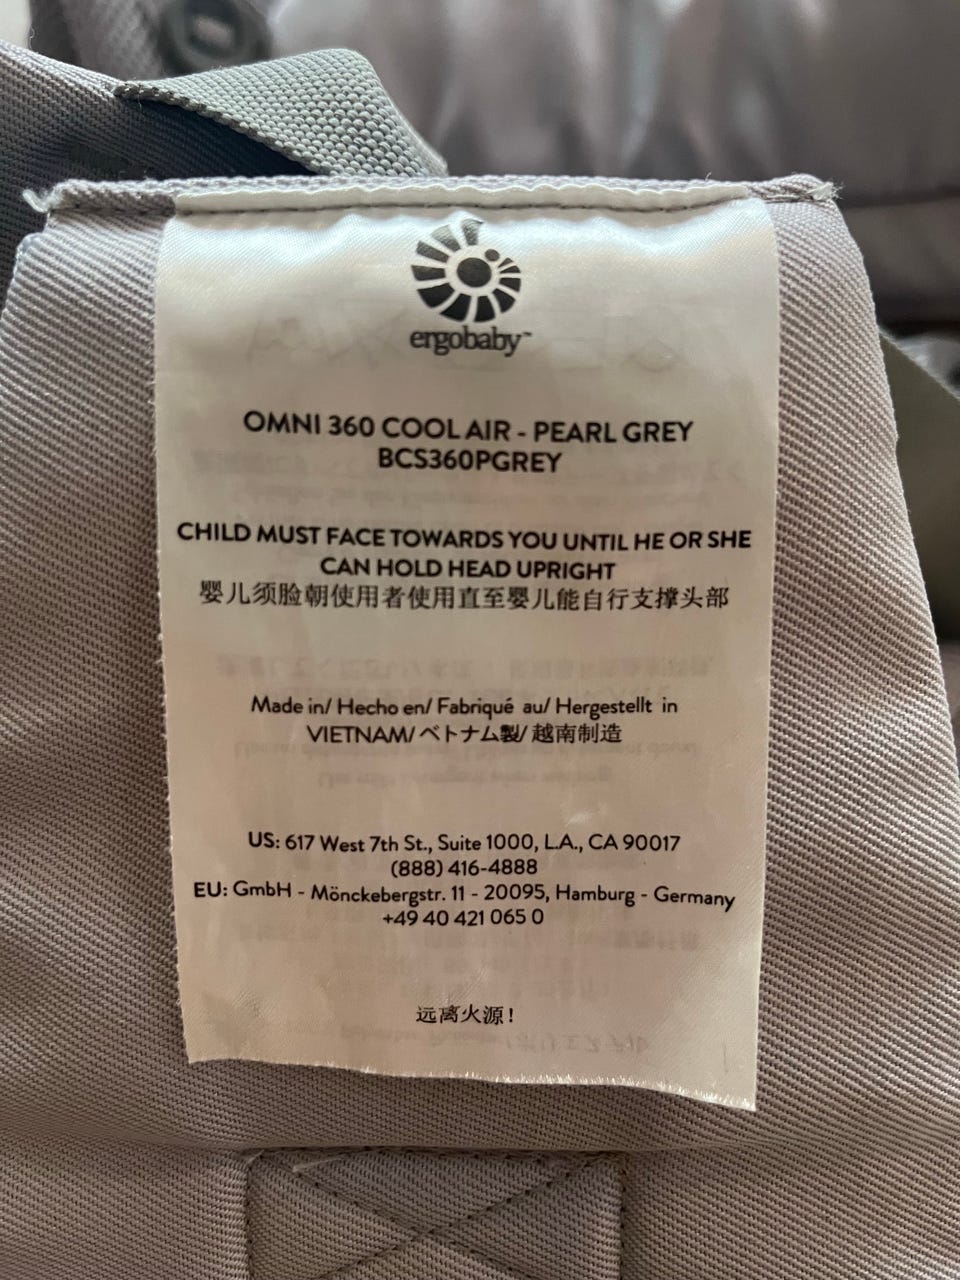 ergobaby™
OMNI 360 COOL AIR - PEARL GREY
BCS360PGREY
CHILD MUST FACE TOWARDS YOU UNTIL HE OR SHE
CAN HOLD HEAD UPRIGHT
婴儿须脸朝使用者使用直至婴儿能自行支撑头部
Made in/ Hecho en/ Fabriqué au/ Hergestellt in
VIETNAM/ ベトナム製/ 越南制造
US: 617 West 7th St., Suite 1000, L.A., CA 90017
(888) 416-4888
EU: GmbH - Mönckebergstr. 11 - 20095, Hamburg - Germany
+49 40 421 065 0
远离火源!